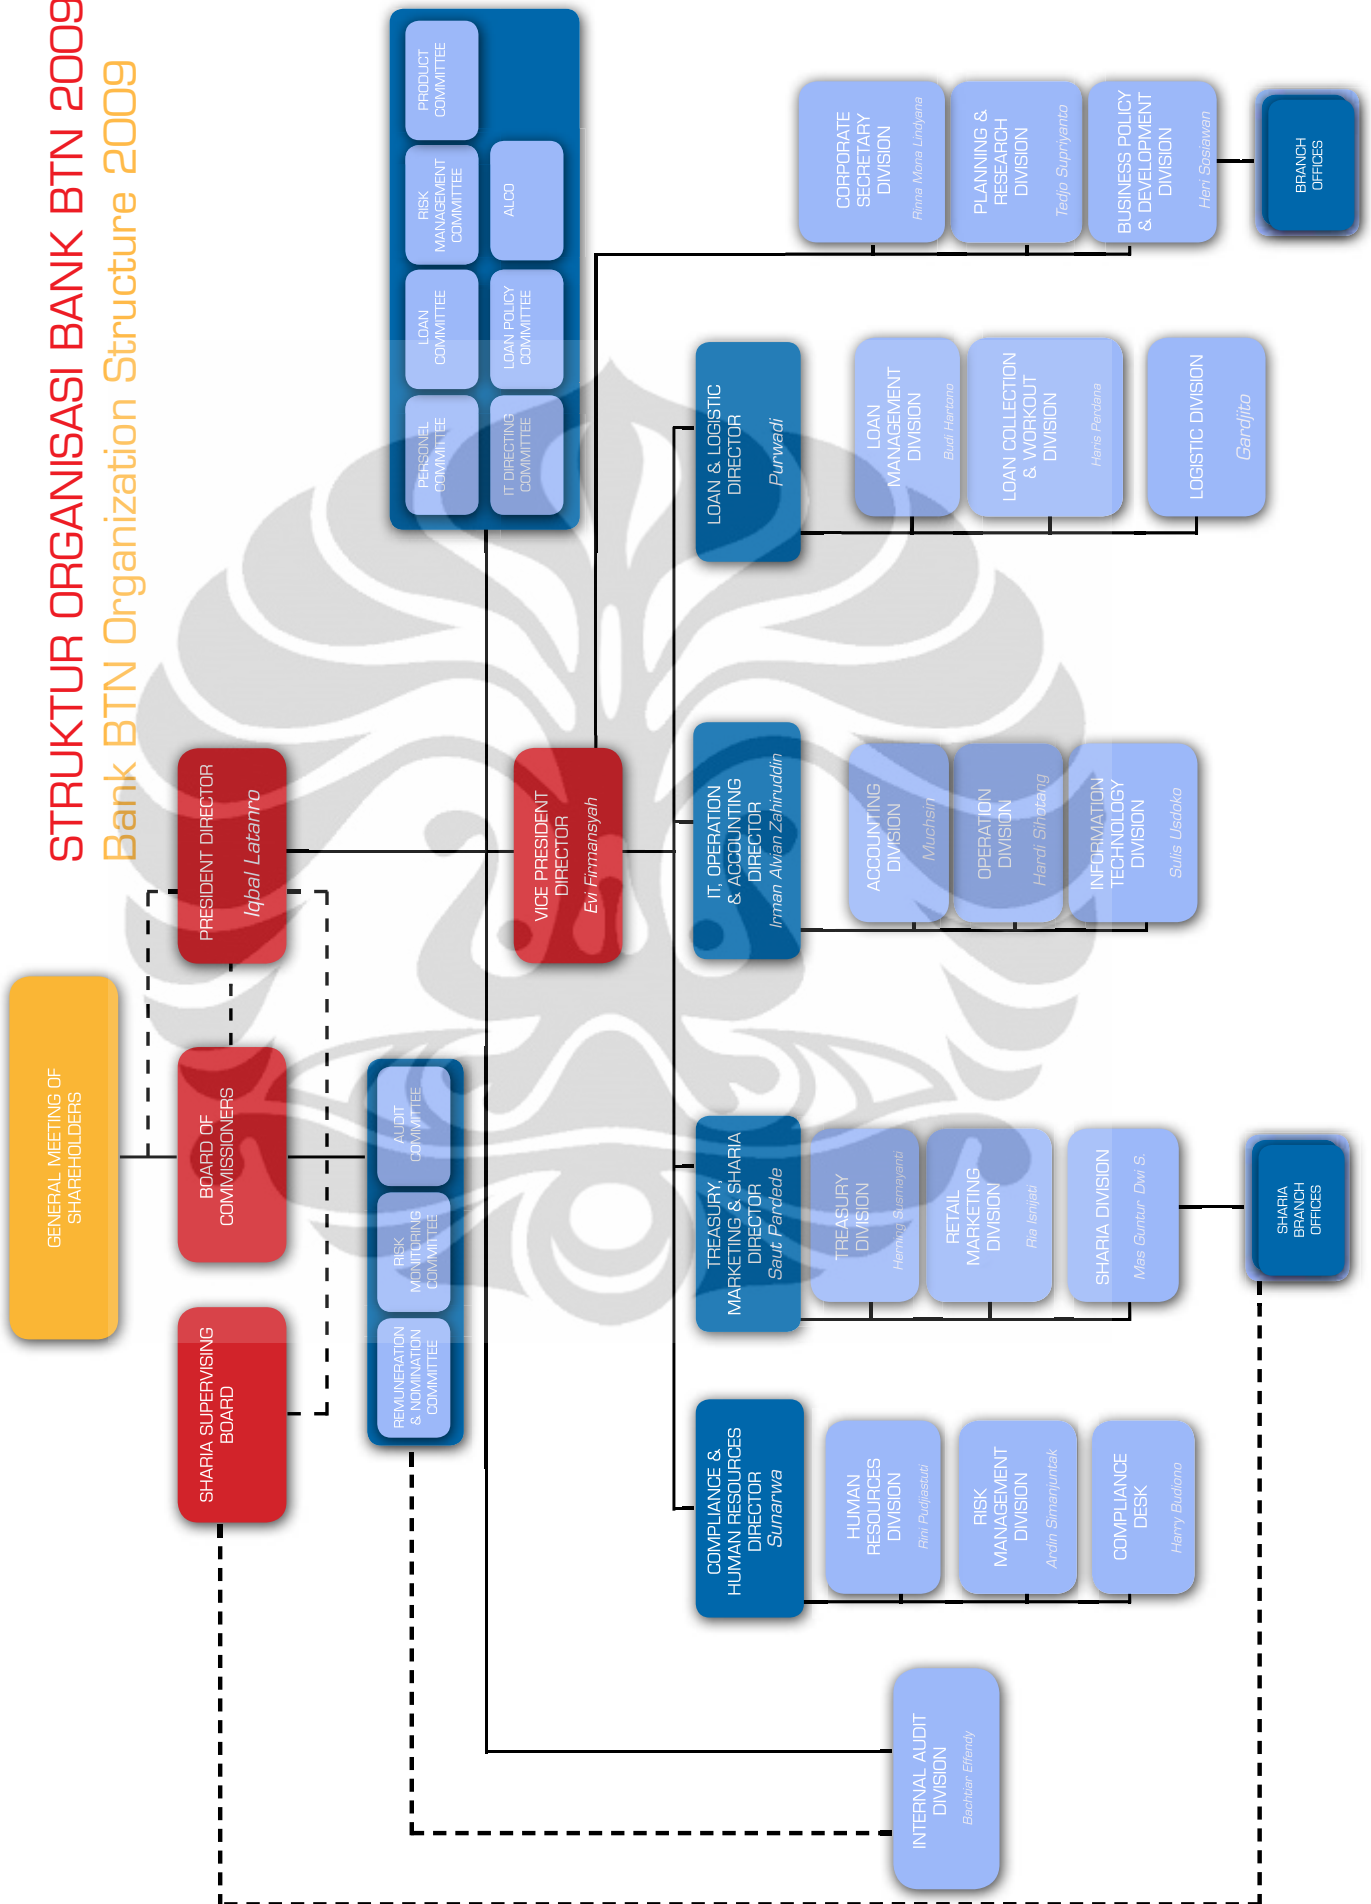 STRUKTUR ORGANISASI BANK BTN 2009
Bank BTN Organization Structure 2009
GENERAL MEETING OF
SHAREHOLDERS
SHARIA SUPERVISING
BOARD
BOARD OF
COMMISSIONERS
PRESIDENT DIRECTOR
Iqbal Latanro
REMUNERATION
& NOMINATION
COMMITTEE
RISK
MONITORING
COMMITTEE
AUDIT
COMMITTEE
PERSONEL
COMMITTEE
LOAN
COMMITTEE
RISK
MANAGEMENT
COMMITTEE
PRODUCT
COMMITTEE
IT DIRECTING
COMMITTEE
LOAN POLICY
COMMITTEE
ALCO
VICE PRESIDENT
DIRECTOR
Evi Firmansyah
COMPLIANCE &
HUMAN RESOURCES
DIRECTOR
Sunarwa
TREASURY,
MARKETING & SHARIA
DIRECTOR
Saut Pardede
IT, OPERATION
& ACCOUNTING
DIRECTOR
Irman Alvian Zahiruddin
LOAN & LOGISTIC
DIRECTOR
Purwadi
INTERNAL AUDIT
DIVISION
Bachtiar Effendy
HUMAN
RESOURCES
DIVISION
Rini Pudjiastuti
RISK
MANAGEMENT
DIVISION
Ardin Simanjuntak
COMPLIANCE
DESK
Harry Budiono
TREASURY
DIVISION
Herning Susmayanti
RETAIL
MARKETING
DIVISION
Ria Isnijati
SHARIA DIVISION
Mas Guntur Dwi S.
SHARIA
BRANCH
OFFICES
ACCOUNTING
DIVISION
Muchsin
OPERATION
DIVISION
Hardi Sinotang
INFORMATION
TECHNOLOGY
DIVISION
Sulis Usdoko
LOAN
MANAGEMENT
DIVISION
Budi Hartono
LOAN COLLECTION
& WORKOUT
DIVISION
Haris Perdana
LOGISTIC DIVISION
Gardjito
CORPORATE
SECRETARY
DIVISION
Rinna Mona Lindyana
PLANNING &
RESEARCH
DIVISION
Tedjo Supriyanto
BUSINESS POLICY
& DEVELOPMENT
DIVISION
Heri Sosiawan
BRANCH
OFFICES